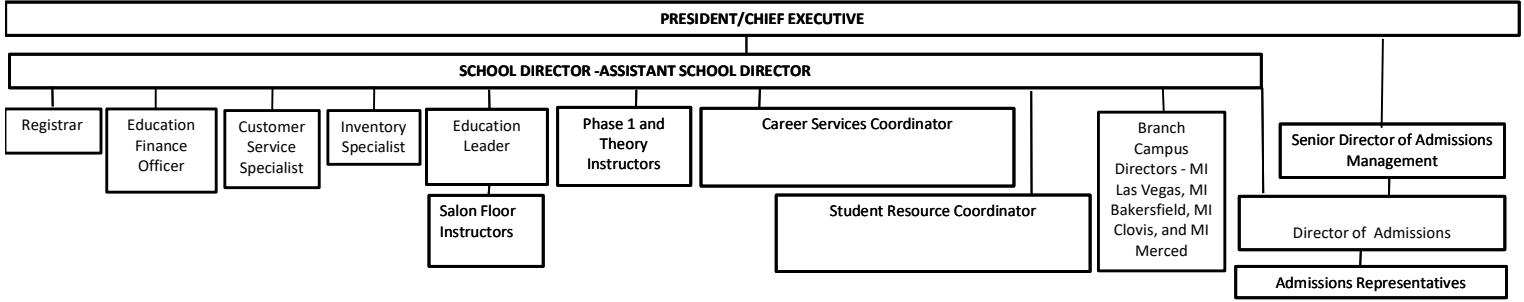 PRESIDENT/CHIEF EXECUTIVE
SCHOOL DIRECTOR -ASSISTANT SCHOOL DIRECTOR
Registrar
Education
Finance
Officer
Customer
Service
Specialist
Inventory
Specialist
Education
Leader
Salon Floor
Instructors
Phase 1 and
Theory
Instructors
Career Services Coordinator
Student Resource Coordinator
Branch
Campus
Directors - MI
Las Vegas, MI
Bakersfield, MI
Clovis, and MI
Merced
Senior Director of Admissions
Management
Director of Admissions
Admissions Representatives